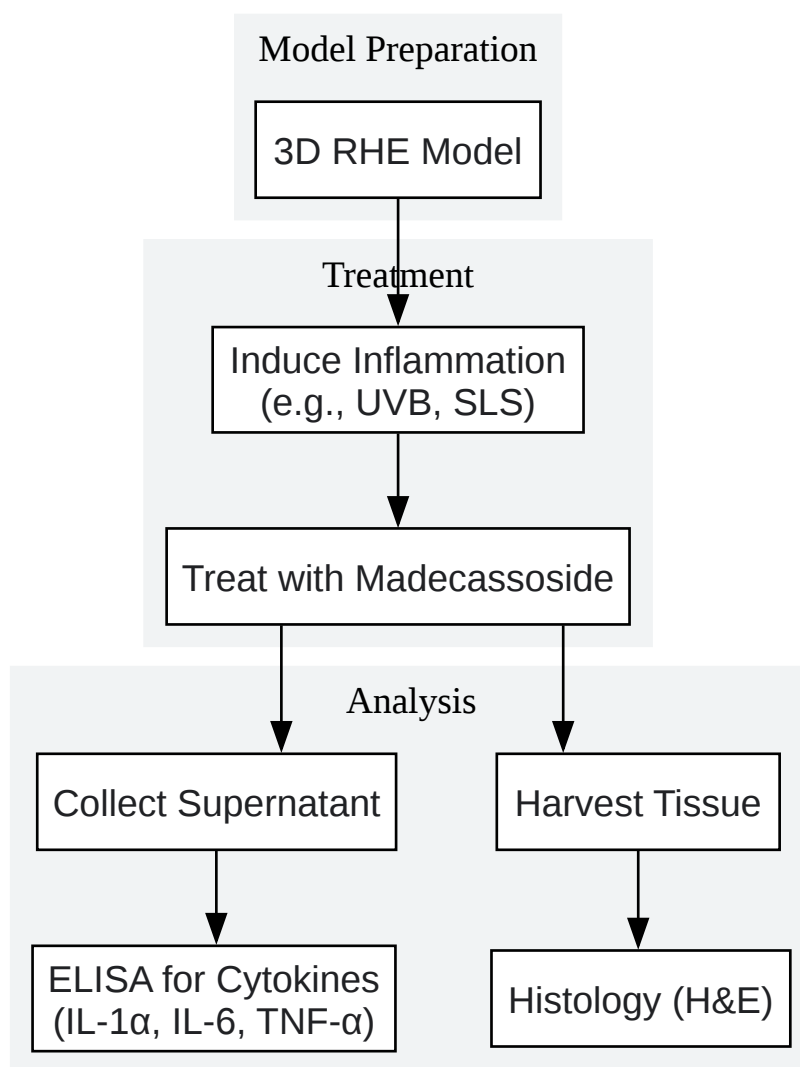 Model Preparation
3D RHE Model
Treatment
Induce Inflammation
(e.g., UVB, SLS)
Treat with Madecassoside
Analysis
Collect Supernatant
Harvest Tissue
ELISA for Cytokines
(IL-1α, IL-6, TNF-α)
Histology (H&E)